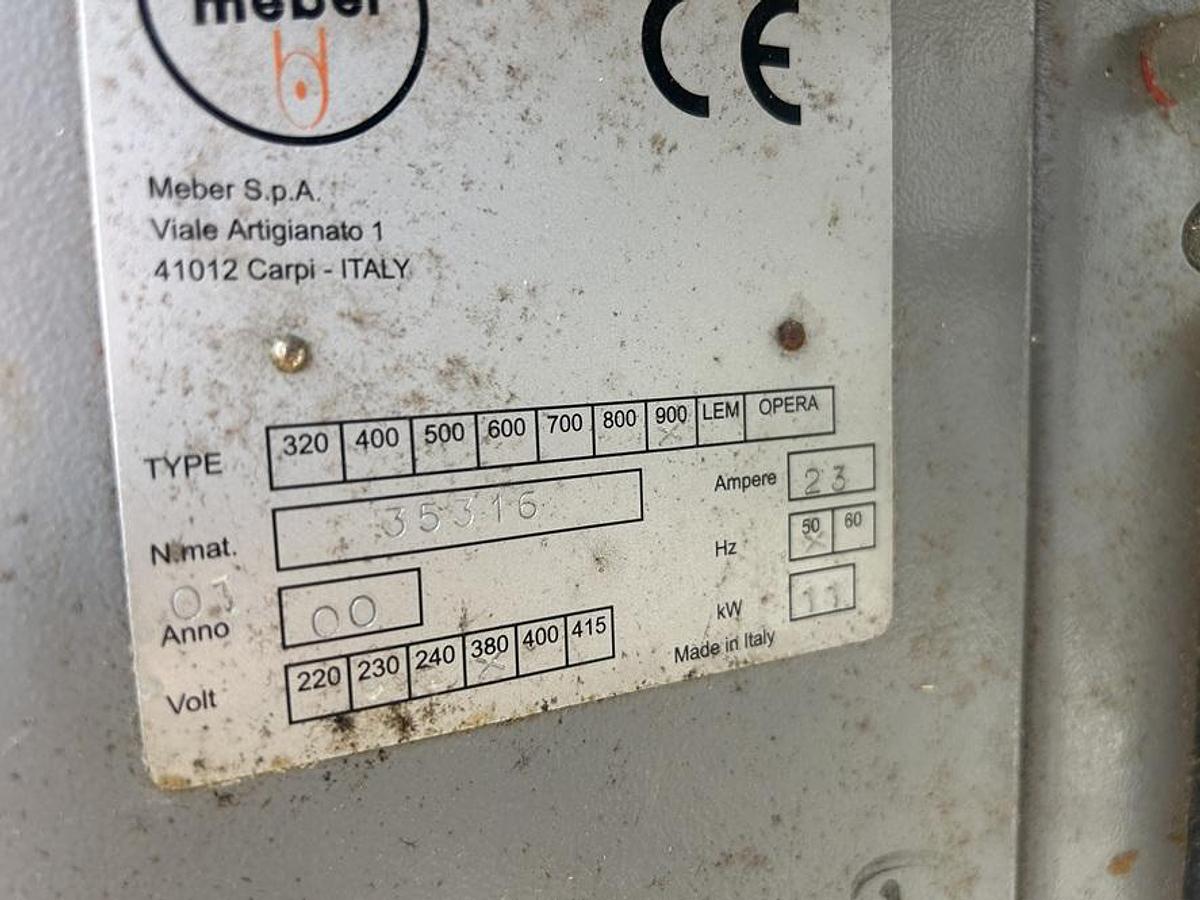 meber
CE
Meber S.p.A.
Viale Artigianato 1
41012 Carpi - ITALY
TYPE 320 400 500 600 700 800 900 LEM OPERA
N.mat. 35316
Ampere 23
Hz 50 60
Anno 00
kW 11
Volt 220 230 240 380 400 415
Made in Italy